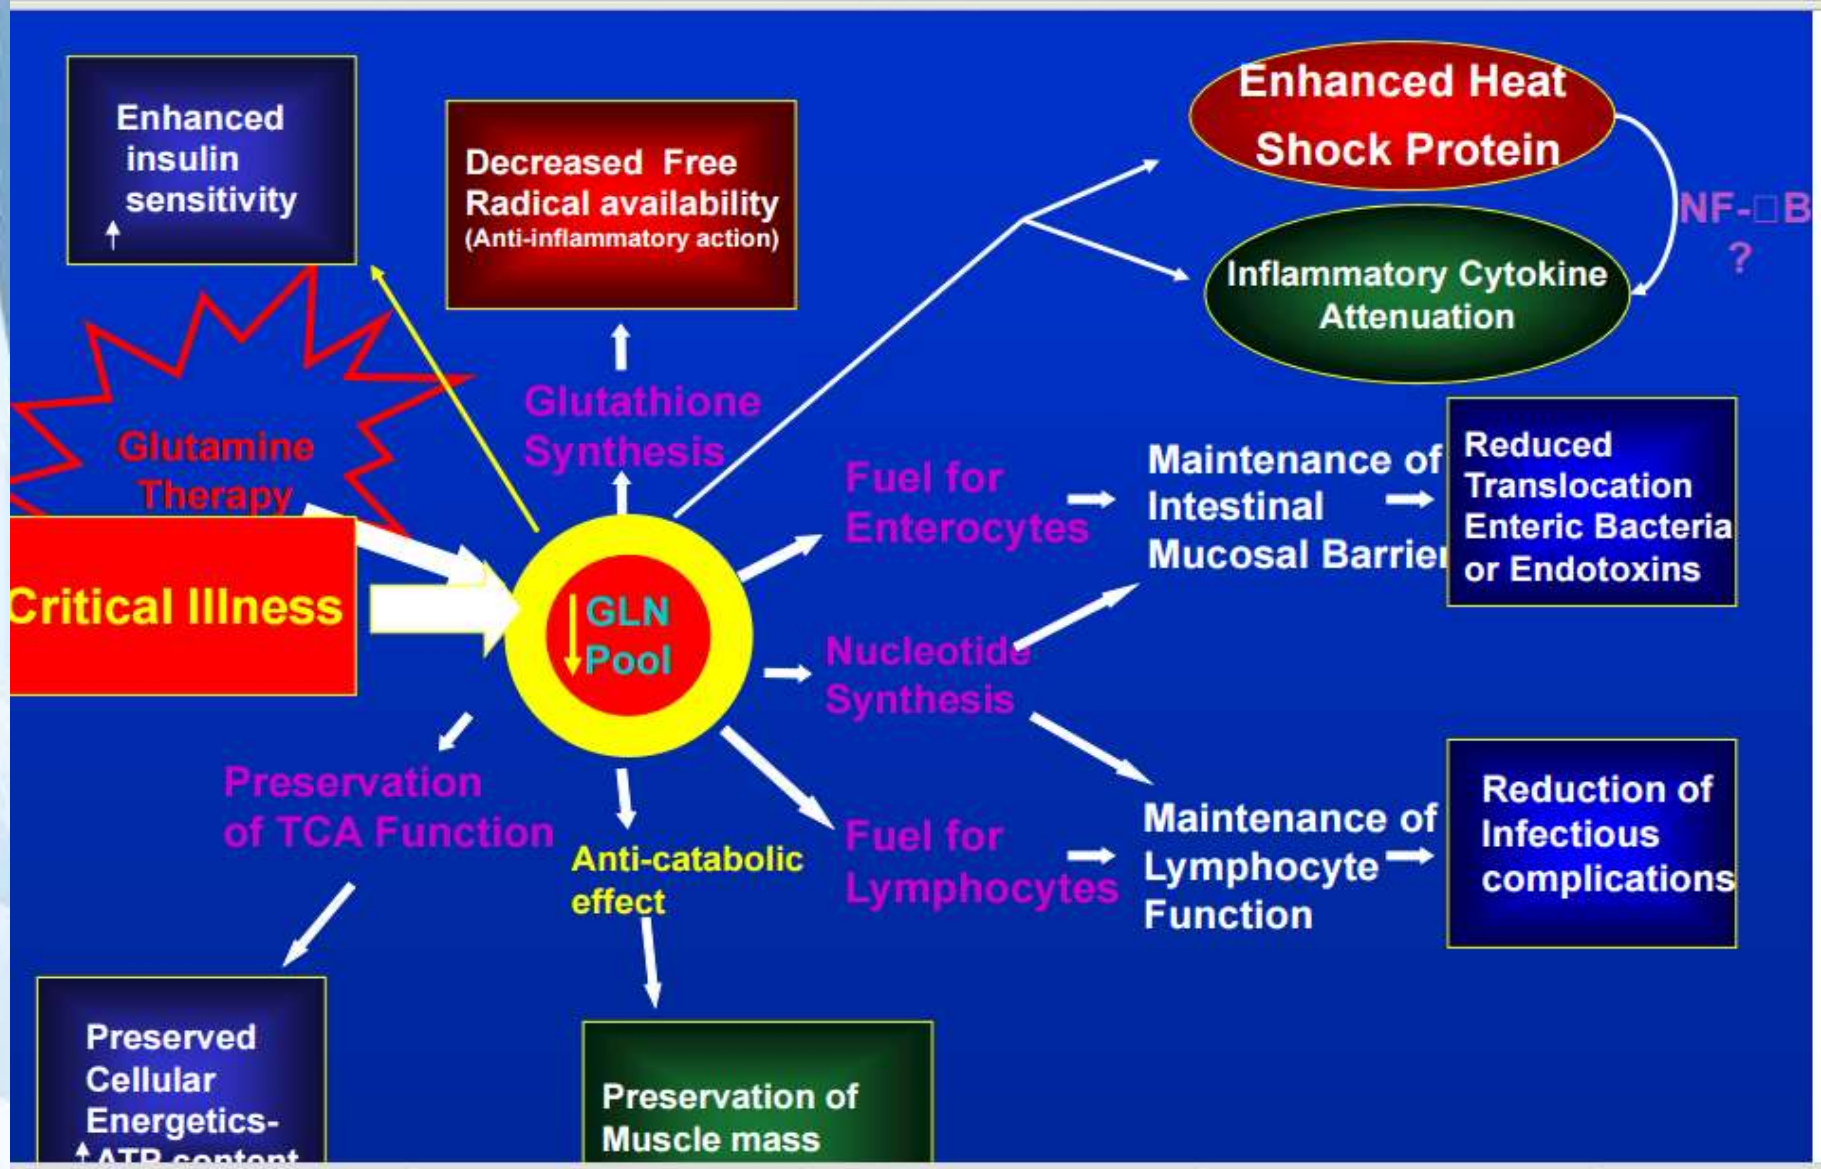 Enhanced
insulin
sensitivity
↑
Decreased Free
Radical availability
(Anti-inflammatory action)
Enhanced Heat
Shock Protein
NF-□B
?
Inflammatory Cytokine
Attenuation
Glutamine
Therapy
Glutathione
Synthesis
Critical Illness
↓ GLN
Pool
Fuel for
Enterocytes
Maintenance of
Intestinal
Mucosal Barrier
Reduced
Translocation
Enteric Bacteria
or Endotoxins
Nucleotide
Synthesis
Preservation
of TCA Function
Anti-catabolic
effect
Fuel for
Lymphocytes
Maintenance of
Lymphocyte
Function
Reduction of
Infectious
complications
Preserved
Cellular
Energetics-
↑ATP content
Preservation of
Muscle mass